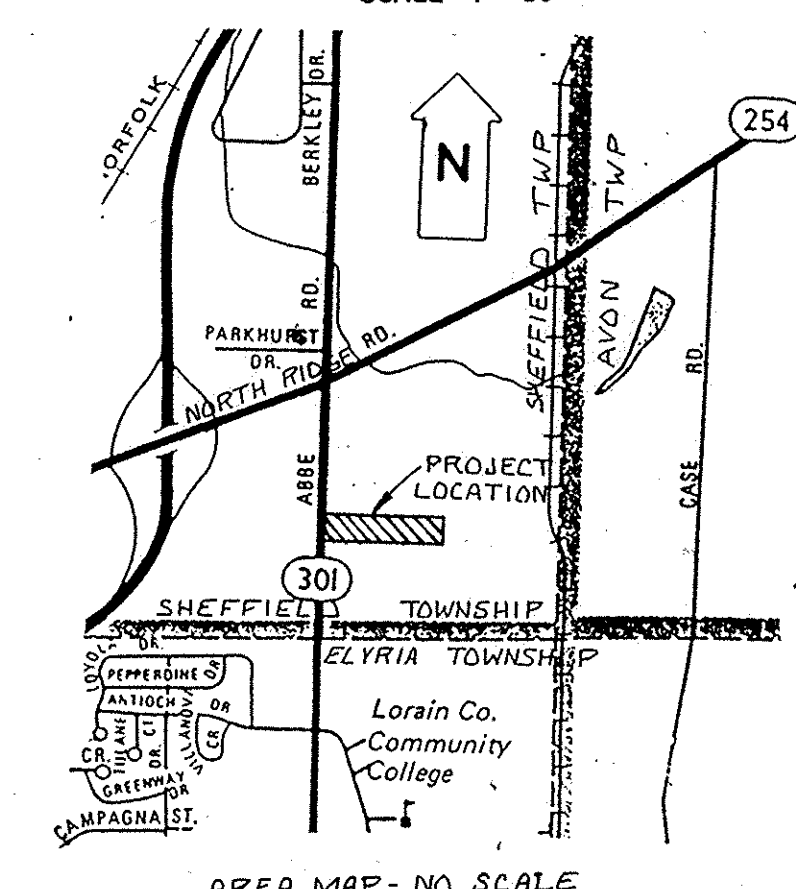 254
BERKLEY DR.
N
SHEFFIELD TWP
AVON TWP
RD.
PARKHURST
DR.
NORTH RIDGE RD.
CASE RD.
ABBE
PROJECT
LOCATION
301
SHEFFIELD TOWNSHIP
ELYRIA TOWNSHIP
DR.
PEPPERDINE DR
ANTIOCH DR
VILLANOVA
TULANE
CT
DR.
CR
CR.
GREENWAY
DR
CAMPAGNA ST.
Lorain Co.
Community
College
AREA MAP - NO SCALE